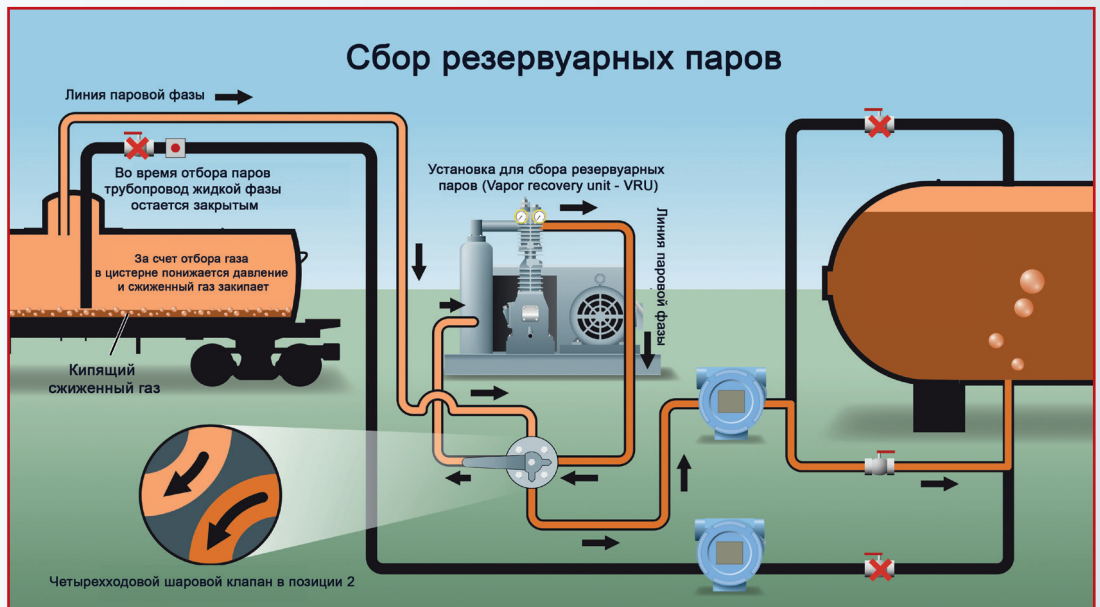 Сбор резервуарных паров
Линия паровой фазы
Во время отбора паров
трубопровод жидкой фазы
остается закрытым
Установка для сбора резервуарных
паров (Vapor recovery unit - VRU)
Линия паровой фазы
За счет отбора газа
в цистерне понижается давление
и сжиженный газ закипает
Кипящий
сжиженный газ
Четырехходовой шаровой клапан в позиции 2